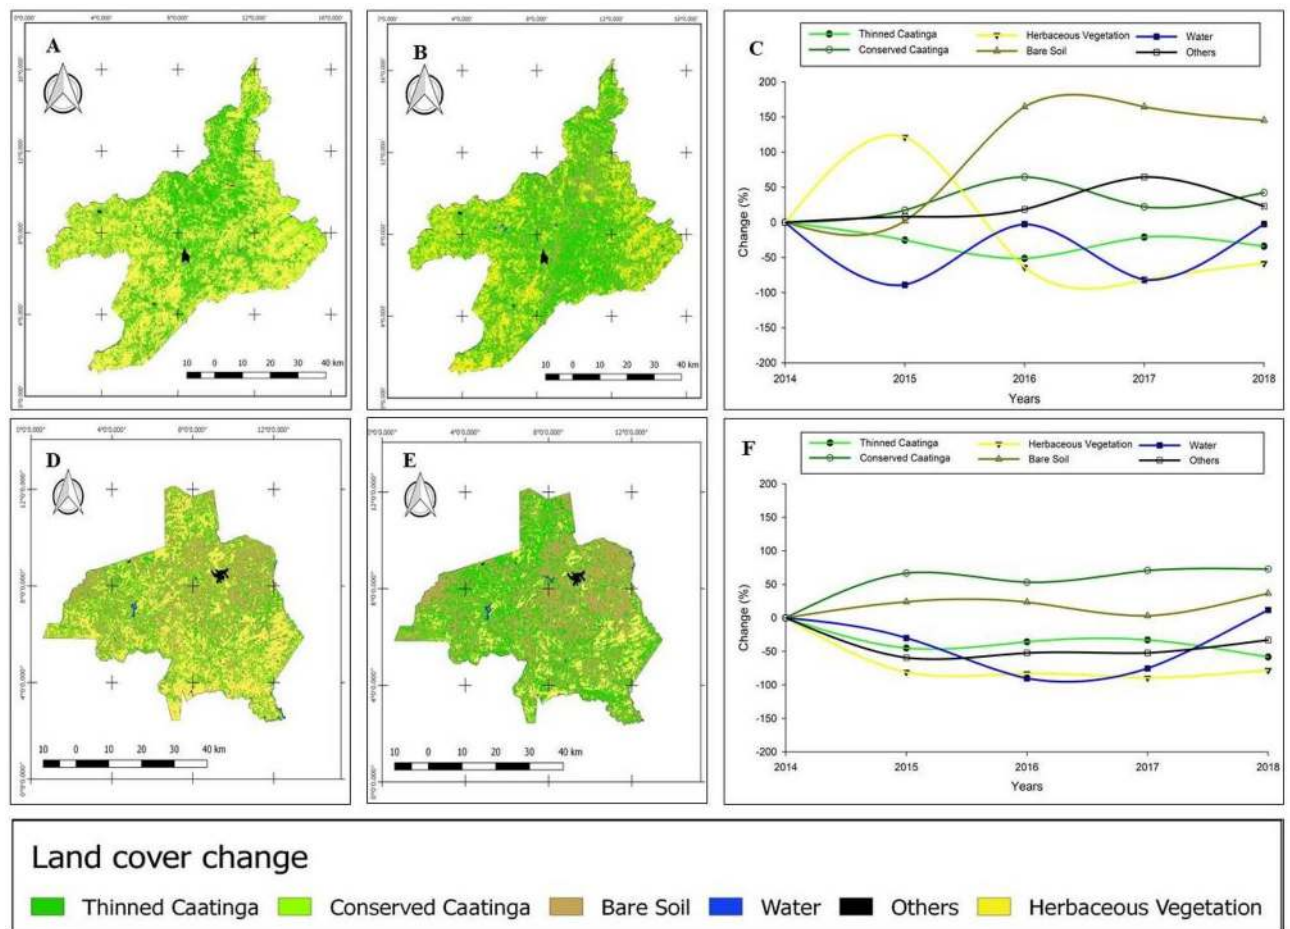 A
B
C
Thinned Caatinga
Herbaceous Vegetation
Water
Conserved Caatinga
Bare Soil
Others
200
150
100
50
0
-50
-100
-150
-200
Change (%)
2014 2015 2016 2017 2018
Years
10 0 10 20 30 40 km
10 0 10 20 30 40 km
D
E
F
Thinned Caatinga
Herbaceous Vegetation
Water
Conserved Caatinga
Bare Soil
Others
200
150
100
50
0
-50
-100
-150
-200
Change (%)
2014 2015 2016 2017 2018
Years
10 0 10 20 30 40 km
10 0 10 20 30 40 km
Land cover change
Thinned Caatinga Conserved Caatinga Bare Soil Water Others Herbaceous Vegetation